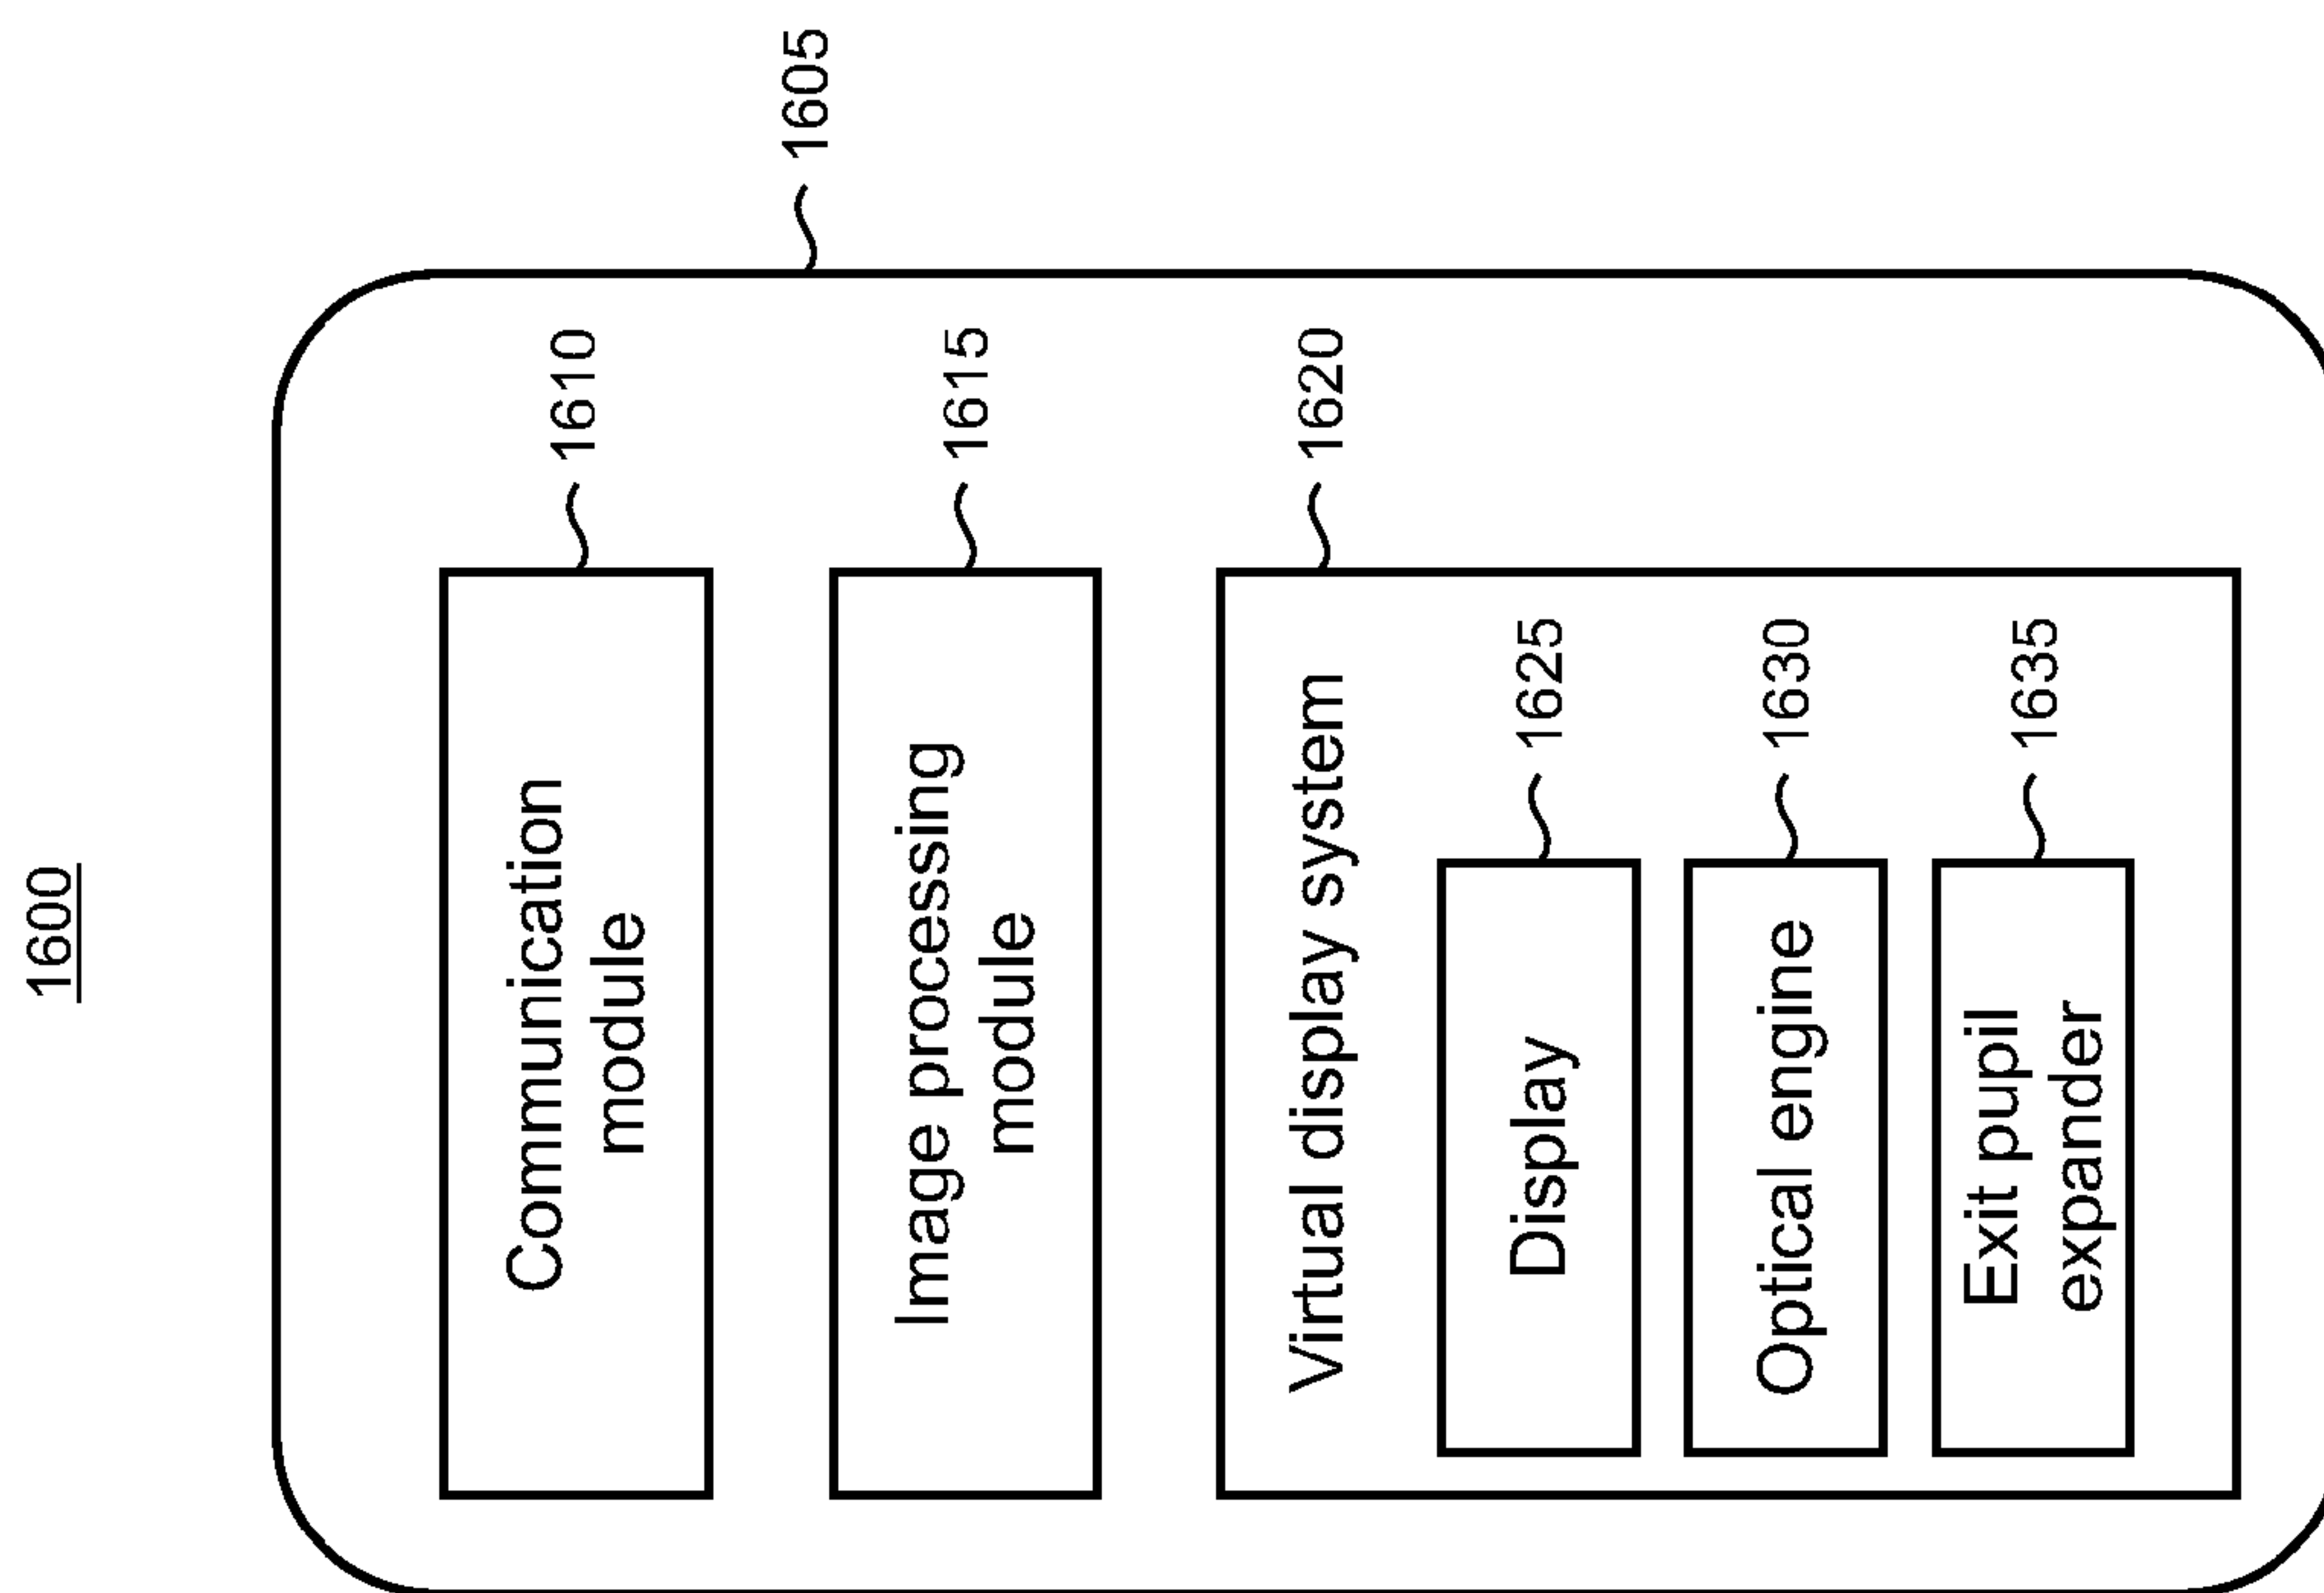 1600
1605
Communication
module
1610
Image processing
module
1615
Virtual display system
1620
Display
1625
Optical engine
1630
Exit pupil
expander
1635